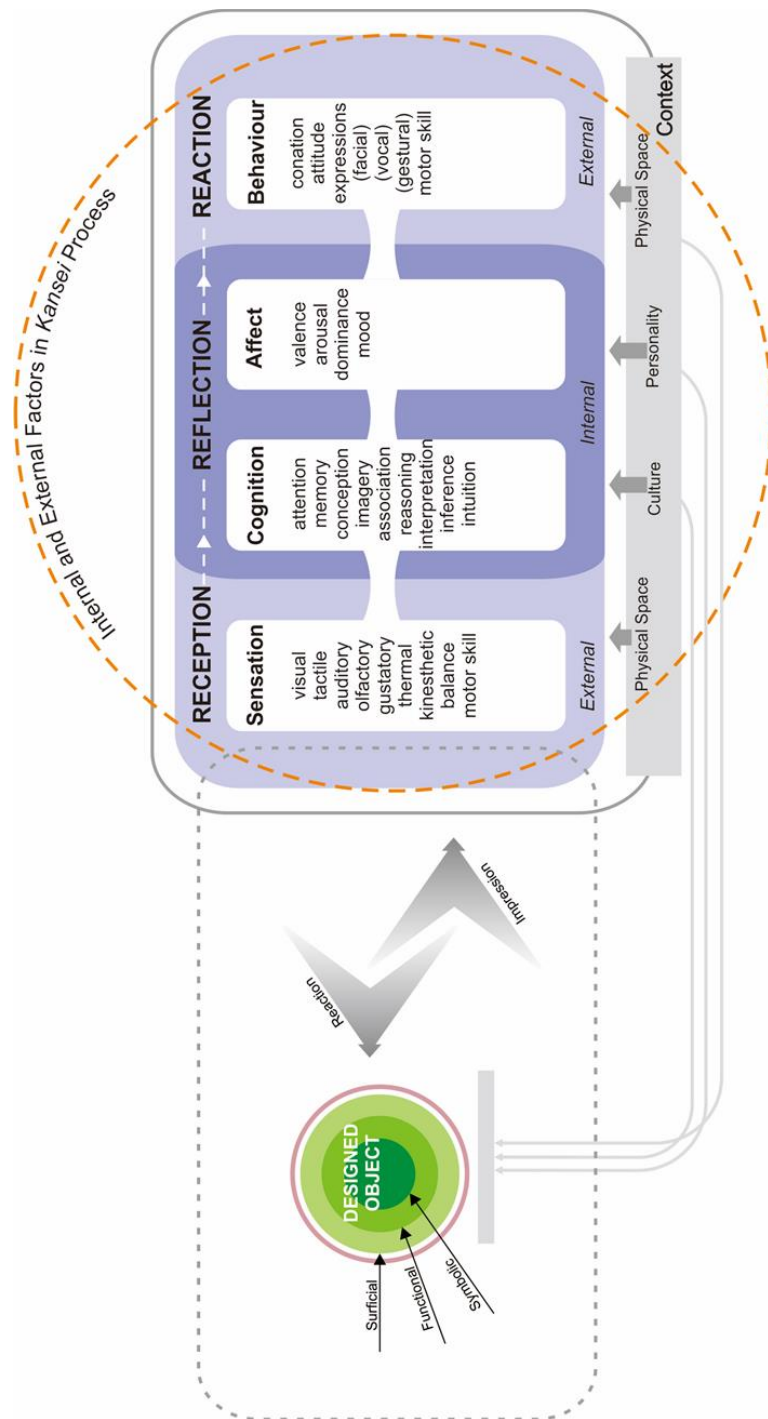 Internal and External Factors in Kansei Process
RECEPTION
REFLECTION
REACTION
Sensation
visual
tactile
auditory
olfactory
gustatory
thermal
kinesthetic
balance
motor skill
Cognition
attention
memory
conception
imagery
association
reasoning
interpretation
inference
intuition
Affect
valence
arousal
dominance
mood
Behaviour
conation
attitude
expressions
(facial)
(vocal)
(gestural)
motor skill
External
Internal
External
Physical Space
Culture
Personality
Physical Space
Context
Reaction
Impression
DESIGNED
OBJECT
Surficial
Functional
Symbolic